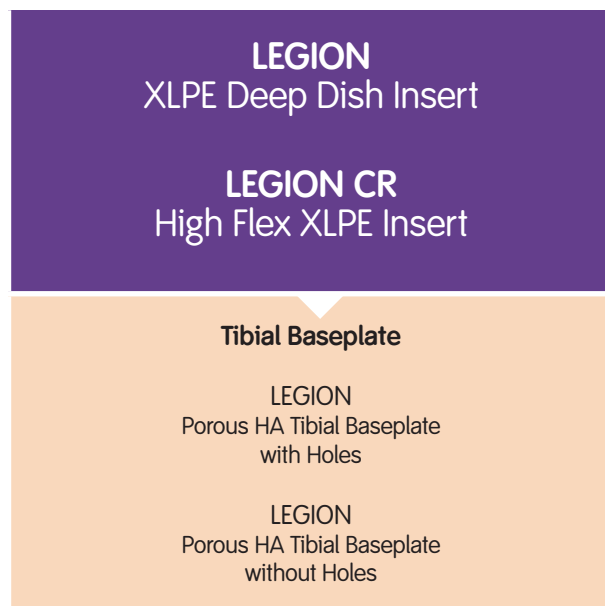 LEGION
XLPE Deep Dish Insert
LEGION CR
High Flex XLPE Insert
Tibial Baseplate
LEGION
Porous HA Tibial Baseplate
with Holes
LEGION
Porous HA Tibial Baseplate
without Holes